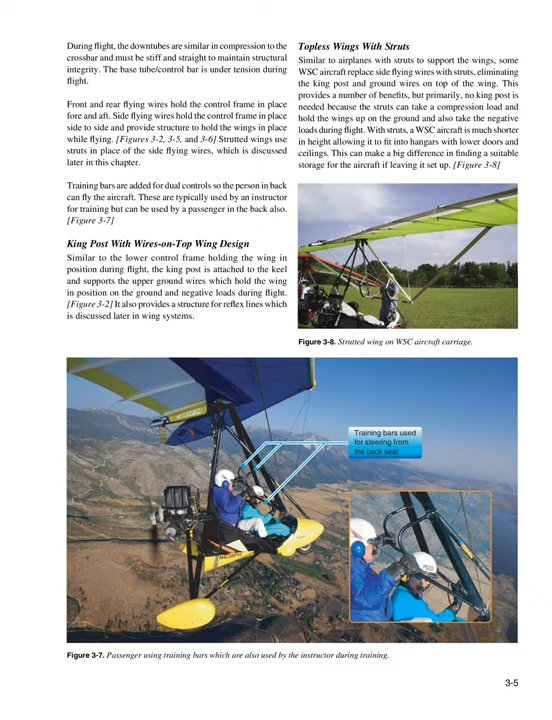 During flight, the downtubes are similar in compression to the
crossbar and must be stiff and straight to maintain structural
integrity. The base tube/control bar is under tension during
flight.
Front and rear flying wires hold the control frame in place
fore and aft. Side flying wires hold the control frame in place
side to side and provide structure to hold the wings in place
while flying. [Figures 3-2, 3-5, and 3-6] Strutted wings use
struts in place of the side flying wires, which is discussed
later in this chapter.
Training bars are added for dual controls so the person in back
can fly the aircraft. These are typically used by an instructor
for training but can be used by a passenger in the back also.
[Figure 3-7]
King Post With Wires-on-Top Wing Design
Similar to the lower control frame holding the wing in
position during flight, the king post is attached to the keel
and supports the upper ground wires which hold the wing
in position on the ground and negative loads during flight.
[Figure 3-2] It also provides a structure for reflex lines which
is discussed later in wing systems.
Topless Wings With Struts
Similar to airplanes with struts to support the wings, some
WSC aircraft replace side flying wires with struts, eliminating
the king post and ground wires on top of the wing. This
provides a number of benefits, but primarily, no king post is
needed because the struts can take a compression load and
hold the wings up on the ground and also take the negative
loads during flight. With struts, a WSC aircraft is much shorter
in height allowing it to fit into hangars with lower doors and
ceilings. This can make a big difference in finding a suitable
storage for the aircraft if leaving it set up. [Figure 3-8]
Figure 3-8. Strutted wing on WSC aircraft carriage.
Training bars used
for steering from
the back seat
Figure 3-7. Passenger using training bars which are also used by the instructor during training.
3-5